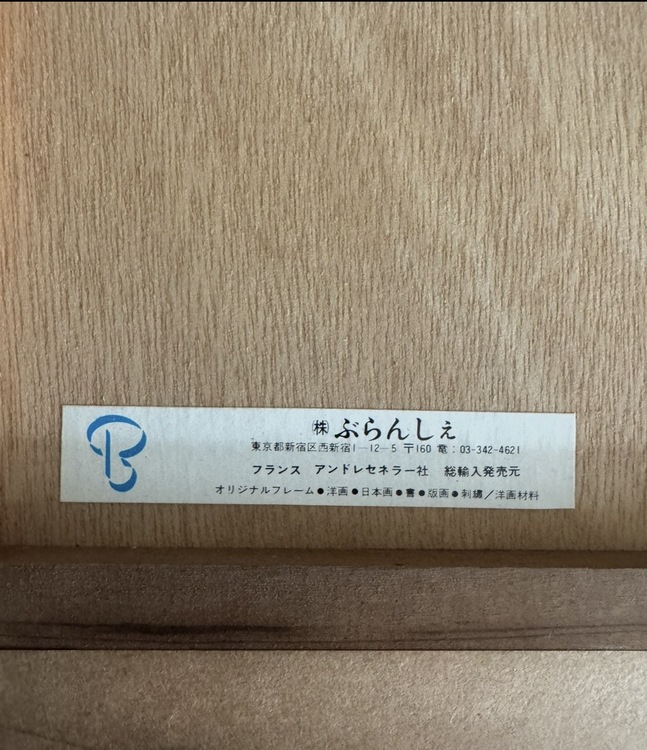 ㈱ ぶらんしぇ
東京都新宿区西新宿1−12−5 〒160 電：03-342-4621
フランス アンドレセネラー社 総輸入発売元
オリジナルフレーム●洋画●日本画●書●版画●刺繡／洋画材料